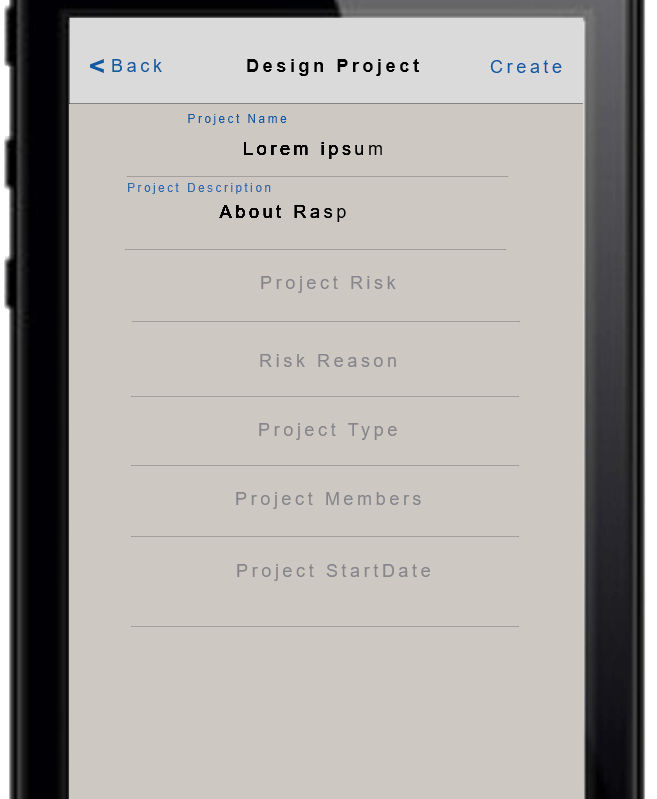 < Back Design Project Create
Project Name
Lorem ipsum
Project Description
About Rasp
Project Risk
Risk Reason
Project Type
Project Members
Project StartDate